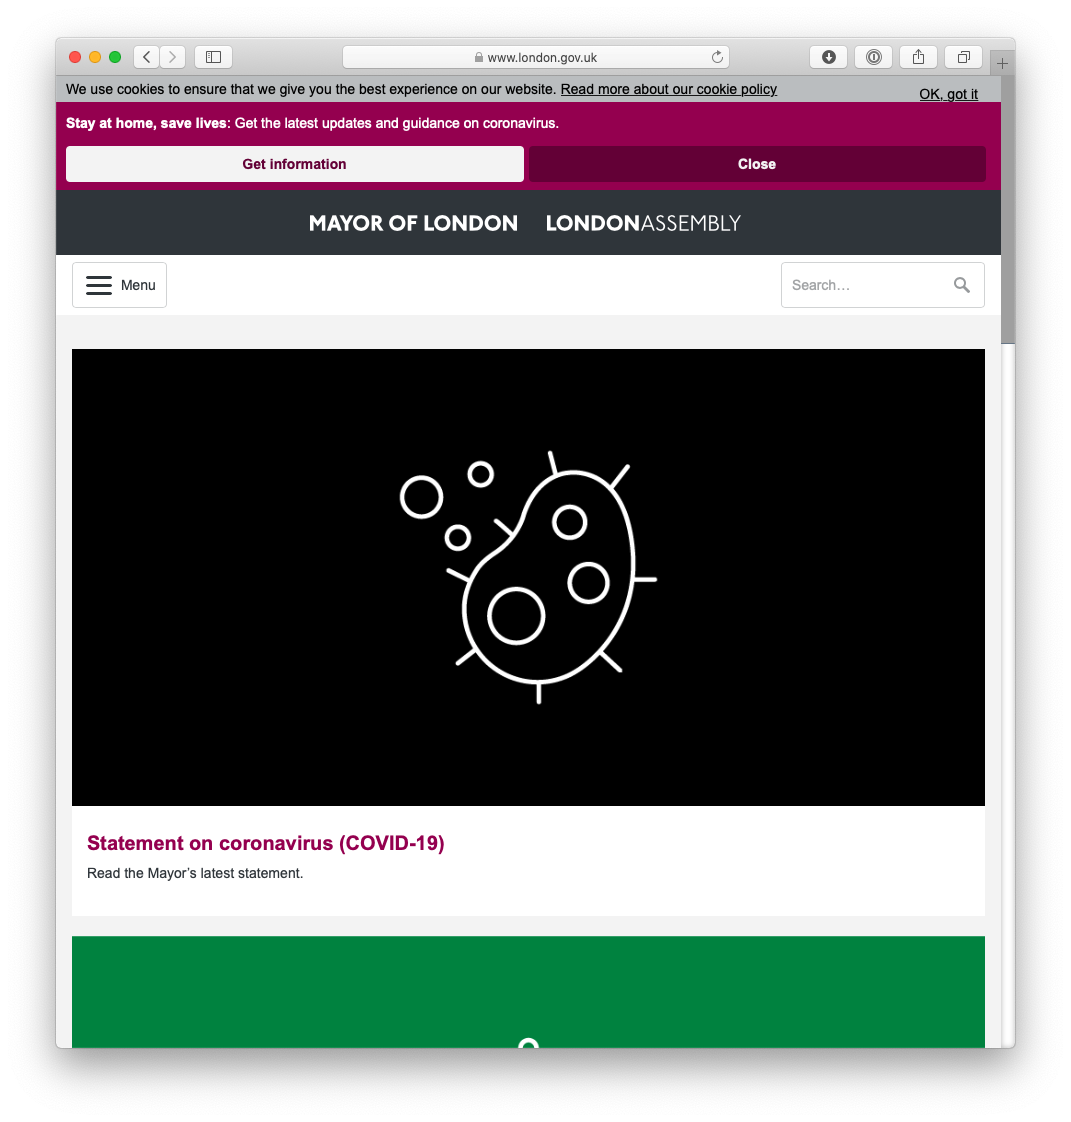 www.london.gov.uk
We use cookies to ensure that we give you the best experience on our website. Read more about our cookie policy
OK, got it
Stay at home, save lives: Get the latest updates and guidance on coronavirus.
Get information
Close
MAYOR OF LONDON LONDONASSEMBLY
Menu
Search...
Statement on coronavirus (COVID-19)
Read the Mayor’s latest statement.